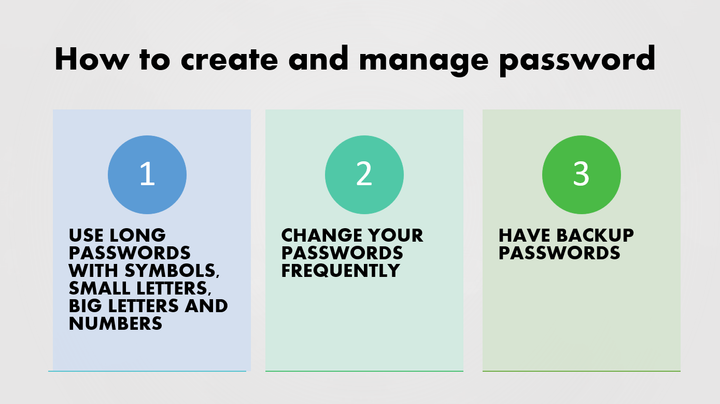 How to create and manage password
1
USE LONG
PASSWORDS
WITH SYMBOLS,
SMALL LETTERS,
BIG LETTERS AND
NUMBERS
2
CHANGE YOUR
PASSWORDS
FREQUENTLY
3
HAVE BACKUP
PASSWORDS